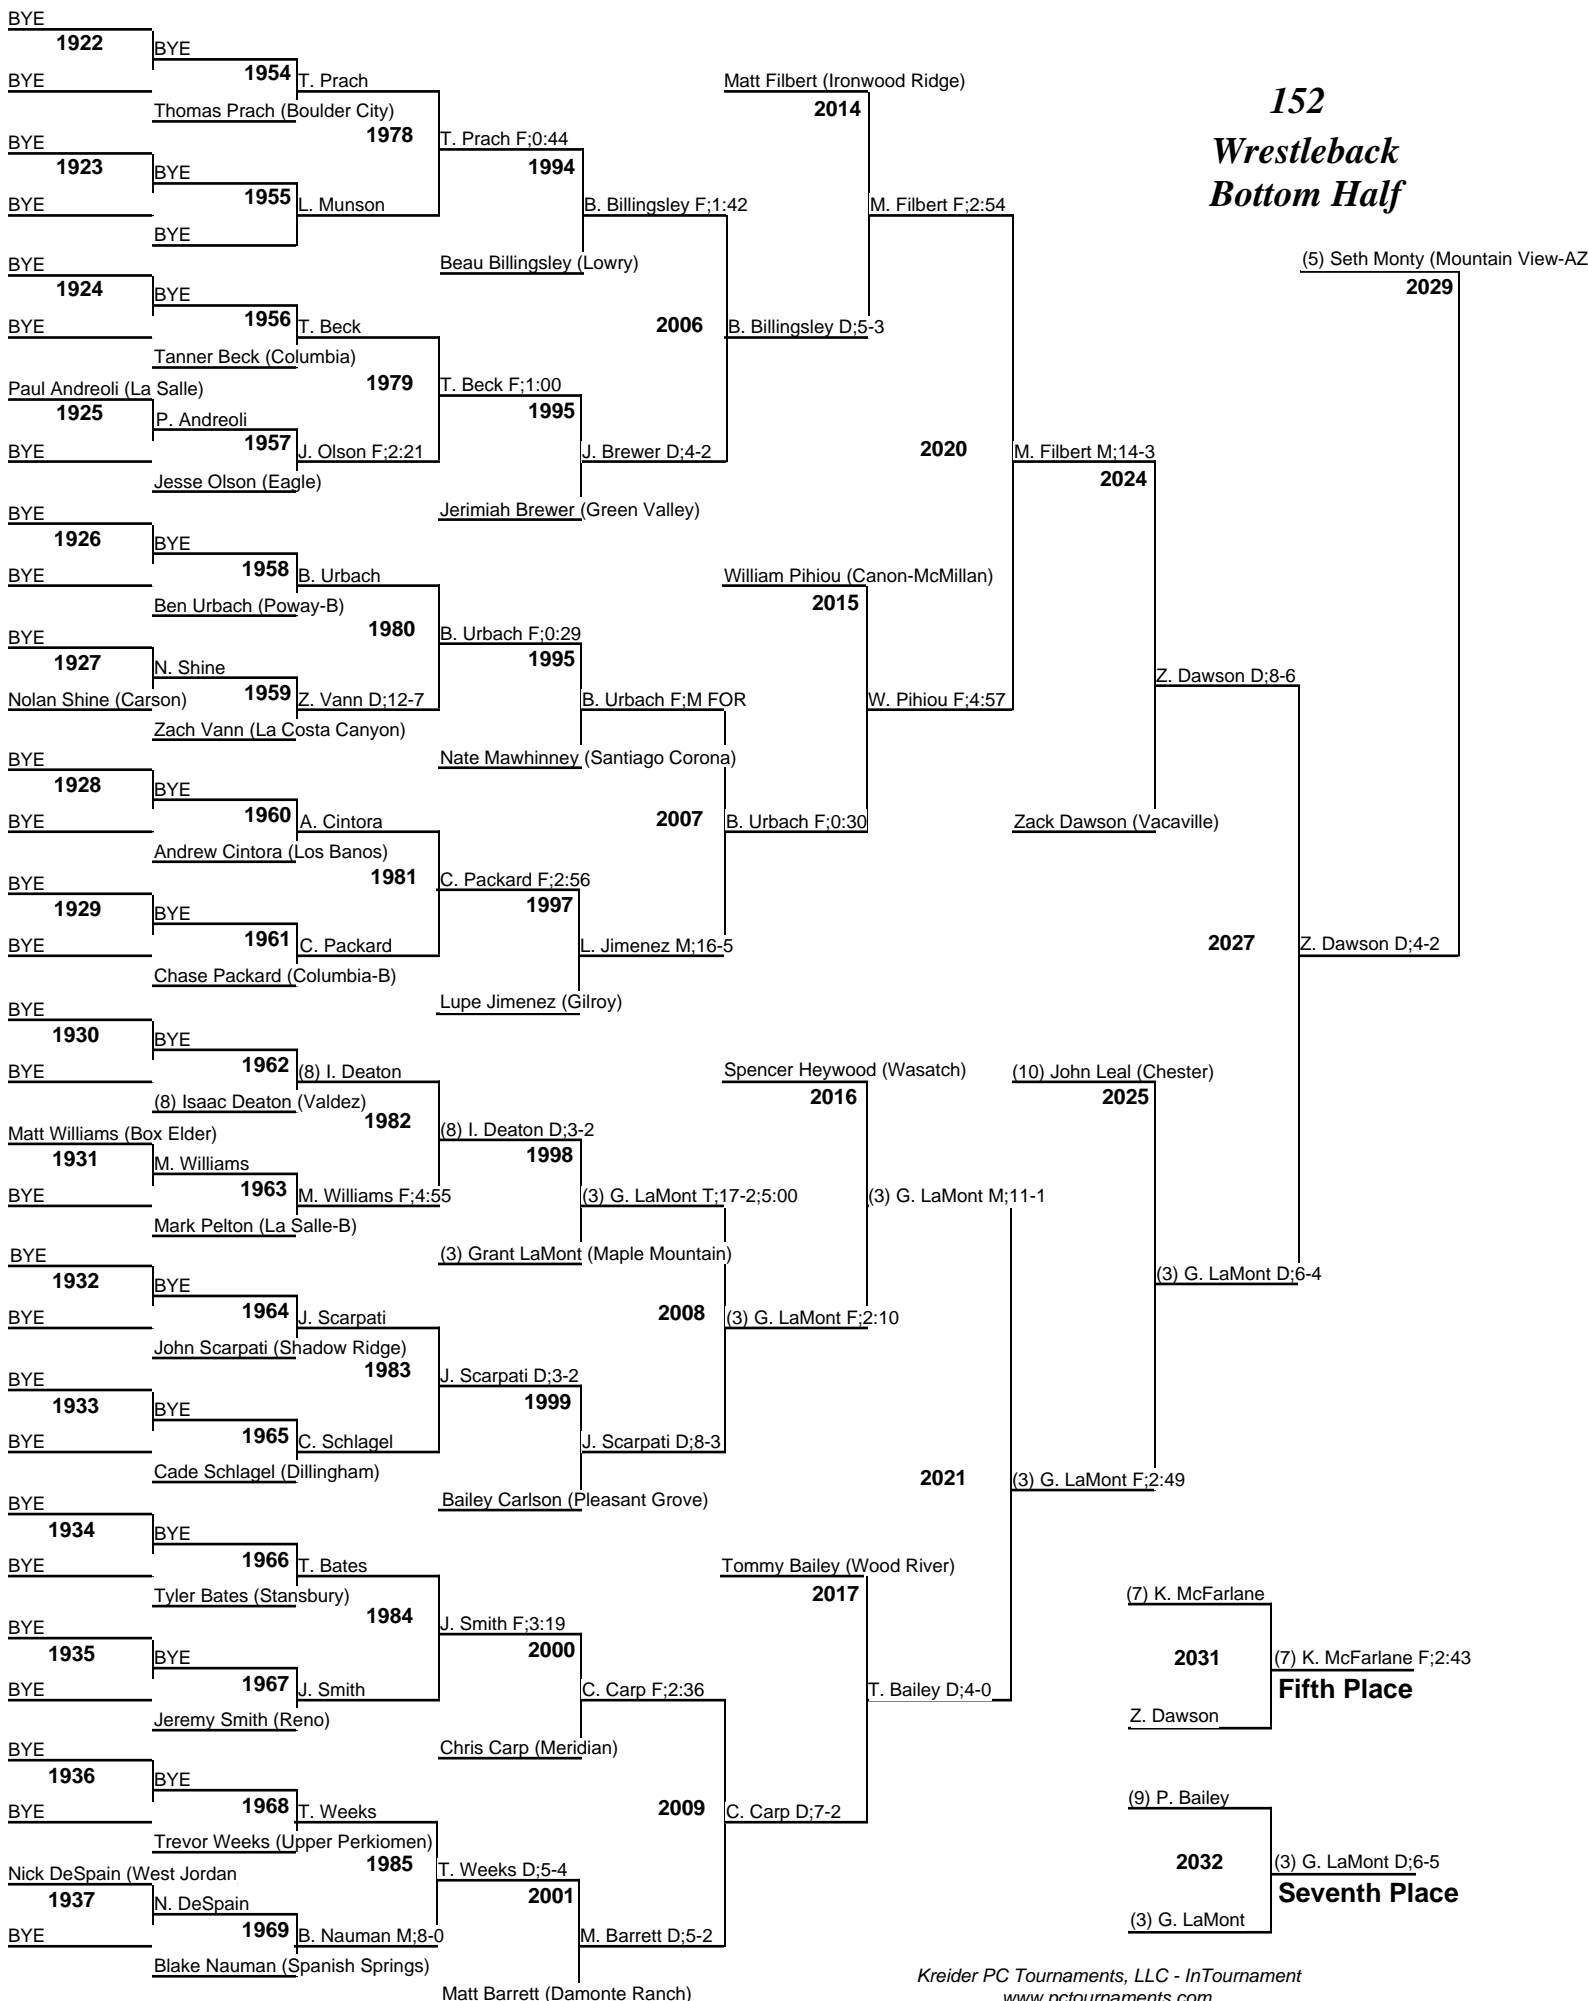 BYE
1922
BYE
BYE
1954
T. Prach
Matt Filbert (Ironwood Ridge)
BYE
152
Thomas Prach (Boulder City)
2014
1978
BYE
T. Prach F;0:44
Wrestleback
1923
BYE
1994
1955
L. Munson
B. Billingsley F;1:42
M. Filbert F;2:54
Bottom Half
BYE
BYE
BYE
Beau Billingsley (Lowry)
(5) Seth Monty (Mountain View-AZ
1924
BYE
2029
1956
T. Beck
2006
B. Billingsley D;5-3
BYE
Tanner Beck (Columbia)
Paul Andreoli (La Salle)
1979
T. Beck F;1:00
1925
P. Andreoli
1995
1957
J. Olson F;2:21
J. Brewer D;4-2
2020
M. Filbert M;14-3
BYE
Jesse Olson (Eagle)
2024
BYE
Jerimiah Brewer (Green Valley)
1926
BYE
1958
B. Urbach
William Pihiou (Canon-McMillan)
BYE
Ben Urbach (Poway-B)
2015
1980
BYE
B. Urbach F;0:29
1927
N. Shine
1995
Z. Dawson D;8-6
1959
Nolan Shine (Carson)
Z. Vann D;12-7
B. Urbach F;M FOR
W. Pihiou F;4:57
Zach Vann (La Costa Canyon)
BYE
Nate Mawhinney (Santiago Corona)
1928
BYE
1960
A. Cintora
2007
B. Urbach F;0:30
Zack Dawson (Vacaville)
BYE
Andrew Cintora (Los Banos)
1981
C. Packard F;2:56
BYE
1929
BYE
1997
1961
C. Packard
L. Jimenez M;16-5
2027
Z. Dawson D;4-2
BYE
Chase Packard (Columbia-B)
BYE
Lupe Jimenez (Gilroy)
1930
BYE
1962
(8) I. Deaton
Spencer Heywood (Wasatch)
(10) John Leal (Chester)
BYE
(8) Isaac Deaton (Valdez)
2016
2025
1982
Matt Williams (Box Elder)
(8) I. Deaton D;3-2
1931
M. Williams
1998
1963
M. Williams F;4:55
(3) G. LaMont T;17-2;5:00
(3) G. LaMont M;11-1
BYE
Mark Pelton (La Salle-B)
BYE
(3) Grant LaMont (Maple Mountain)
1932
BYE
(3) G. LaMont D;6-4
1964
J. Scarpati
2008
(3) G. LaMont F;2:10
BYE
John Scarpati (Shadow Ridge)
1983
J. Scarpati D;3-2
BYE
1933
BYE
1999
1965
C. Schlagel
J. Scarpati D;8-3
BYE
Cade Schlagel (Dillingham)
2021
(3) G. LaMont F;2:49
BYE
Bailey Carlson (Pleasant Grove)
1934
BYE
1966
T. Bates
Tommy Bailey (Wood River)
BYE
Tyler Bates (Stansbury)
2017
(7) K. McFarlane
1984
BYE
J. Smith F;3:19
1935
BYE
2000
2031
(7) K. McFarlane F;2:43
1967
J. Smith
C. Carp F;2:36
T. Bailey D;4-0
Fifth Place
BYE
Jeremy Smith (Reno)
Z. Dawson
BYE
Chris Carp (Meridian)
1936
BYE
(9) P. Bailey
1968
T. Weeks
2009
C. Carp D;7-2
BYE
Trevor Weeks (Upper Perkiomen)
1985
T. Weeks D;5-4
2032
(3) G. LaMont D;6-5
Nick DeSpain (West Jordan
1937
N. DeSpain
2001
Seventh Place
1969
B. Nauman M;8-0
M. Barrett D;5-2
(3) G. LaMont
BYE
Blake Nauman (Spanish Springs)
Matt Barrett (Damonte Ranch)
Kreider PC Tournaments, LLC - InTournament
www.pctournaments.com